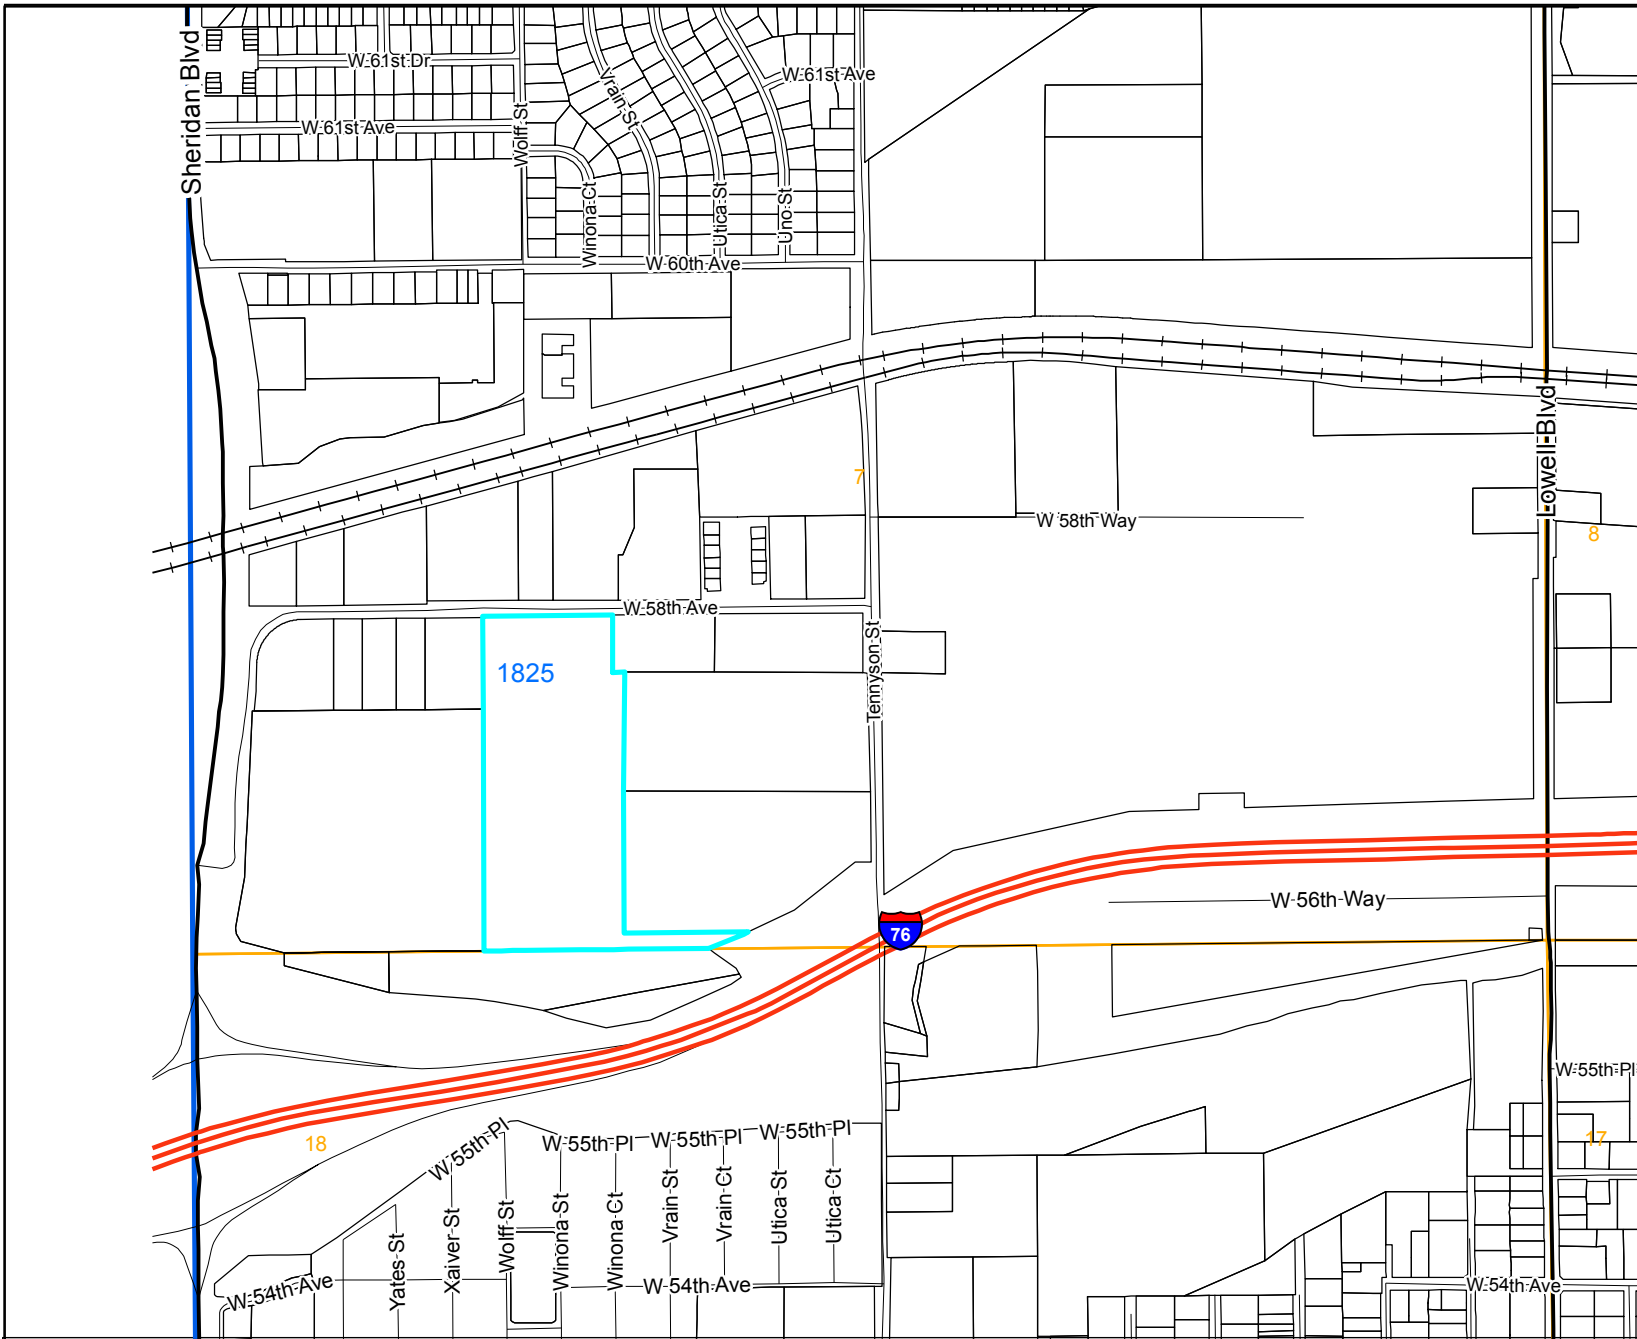 Sheridan Blvd
W 61st Dr
W 61st Ave
Vrain St
W 61st Ave
Wolff St
Winona Ct
Utica St
Uno St
W 60th Ave
Lowell Blvd
7
W 58th Way
8
W 58th Ave
1825
Tennyson St
W 56th Way
76
W 55th Pl
18
W 55th Pl
W 55th Pl
W 55th Pl
W 55th Pl
17
Yates St
Xaiver St
Wolff St
Winona St
Winona Ct
Vrain St
Vrain Ct
Utica St
Utica Ct
W 54th Ave
W 54th Ave
W 54th Ave